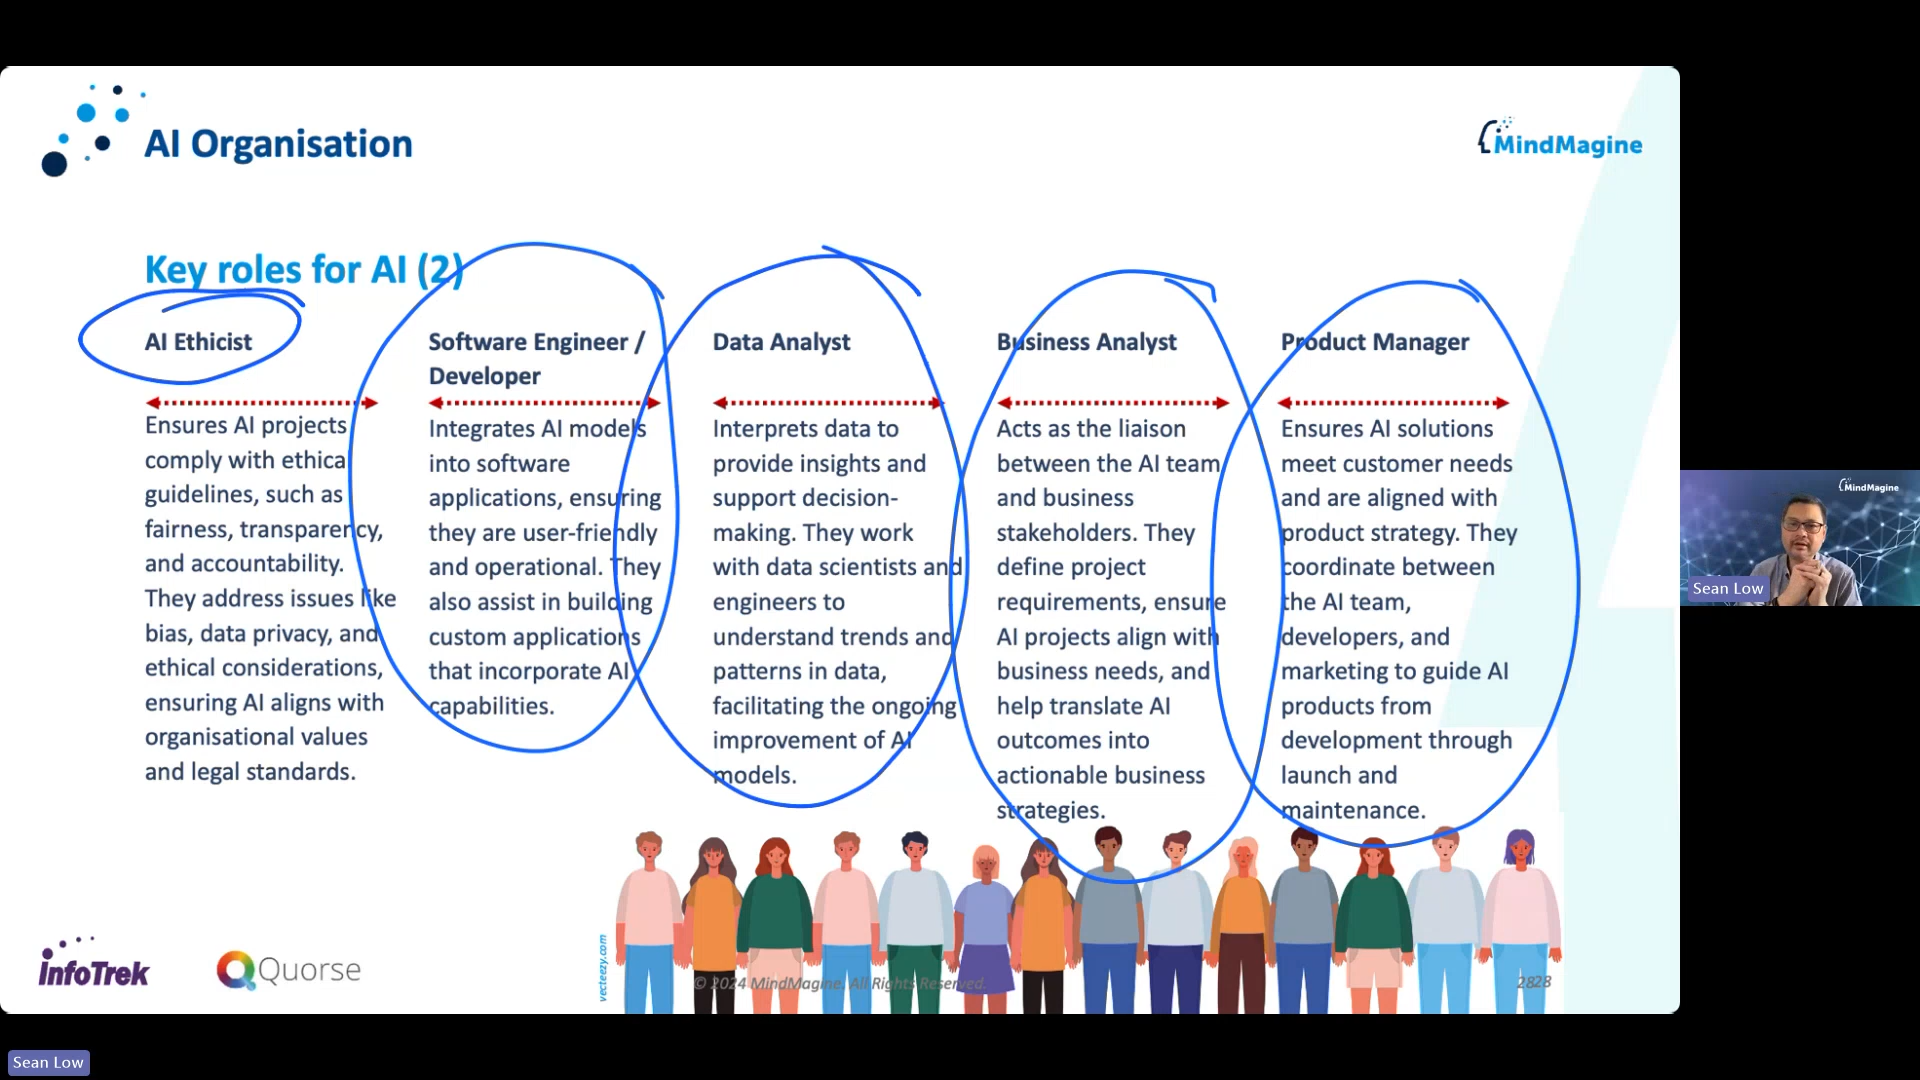 AI Organisation
MindMagine
Key roles for AI (2)
AI Ethicist
Ensures AI projects
comply with ethical
guidelines, such as
fairness, transparency,
and accountability.
They address issues like
bias, data privacy, and
ethical considerations,
ensuring AI aligns with
organisational values
and legal standards.
Software Engineer /
Developer
Integrates AI models
into software
applications, ensuring
they are user-friendly
and operational. They
also assist in building
custom applications
that incorporate AI
capabilities.
Data Analyst
Interprets data to
provide insights and
support decision-
making. They work
with data scientists and
engineers to
understand trends and
patterns in data,
facilitating the ongoing
improvement of AI
models.
Business Analyst
Acts as the liaison
between the AI team
and business
stakeholders. They
define project
requirements, ensure
AI projects align with
business needs, and
help translate AI
outcomes into
actionable business
strategies.
Product Manager
Ensures AI solutions
meet customer needs
and are aligned with
product strategy. They
coordinate between
the AI team,
developers, and
marketing to guide AI
products from
development through
launch and
maintenance.
MindMagine
Sean Low
infoTrek
Quorse
vecteezy.com
© 2024 MindMagine. All Rights Reserved.
2828
Sean Low